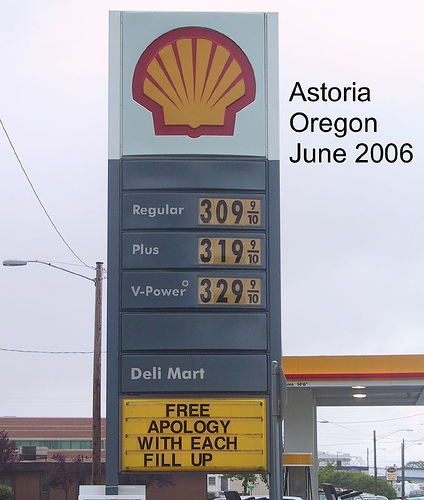 Astoria
Oregon
June 2006
Regular 309 9/10
Plus 319 9/10
V-Power 329 9/10
Deli Mart
FREE
APOLOGY
WITH EACH
FILL UP